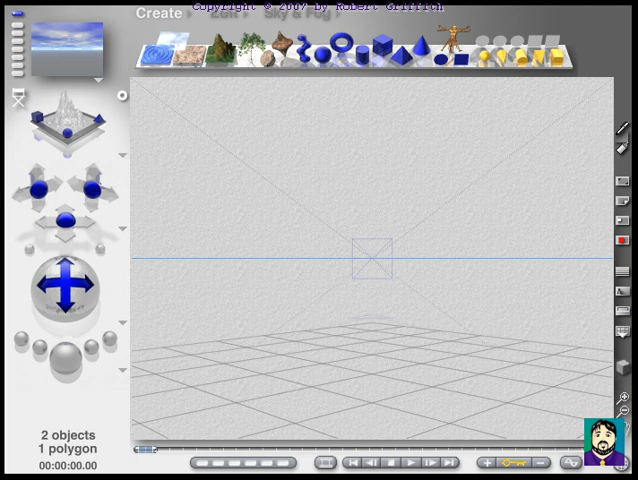 Copyright © 2007 by Robert Griffith
Create Edit Sky & Fog
2 objects
1 polygon
00:00:00.00